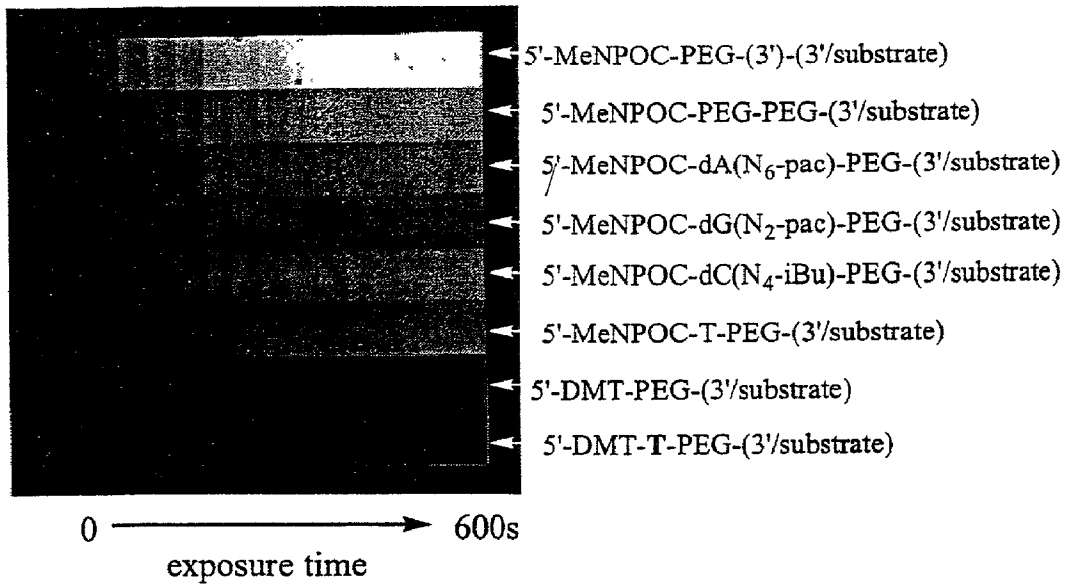 5'-MeNPOC-PEG-(3')-(3'/substrate)
5'-MeNPOC-PEG-PEG-(3'/substrate)
5'-MeNPOC-dA(N6-pac)-PEG-(3'/substrate)
5'-MeNPOC-dG(N2-pac)-PEG-(3'/substrate)
5'-MeNPOC-dC(N4-iBu)-PEG-(3'/substrate)
5'-MeNPOC-T-PEG-(3'/substrate)
5'-DMT-PEG-(3'/substrate)
5'-DMT-T-PEG-(3'/substrate)
0 600s
exposure time